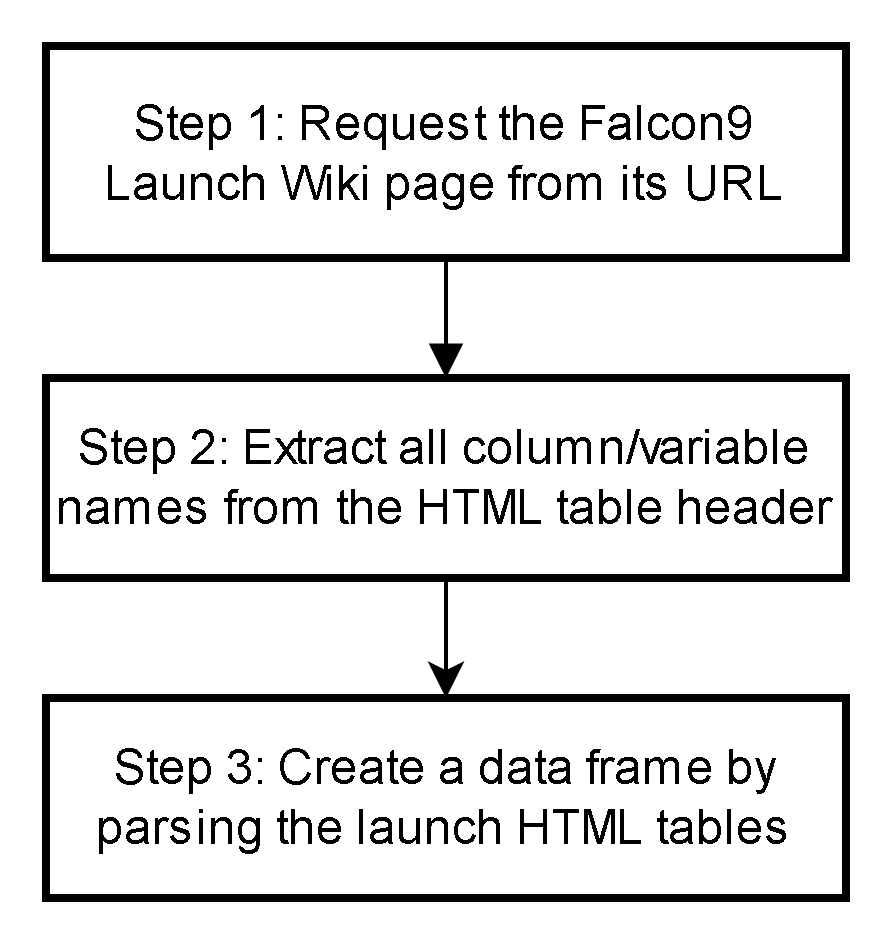 Step 1: Request the Falcon9
Launch Wiki page from its URL
Step 2: Extract all column/variable
names from the HTML table header
Step 3: Create a data frame by
parsing the launch HTML tables